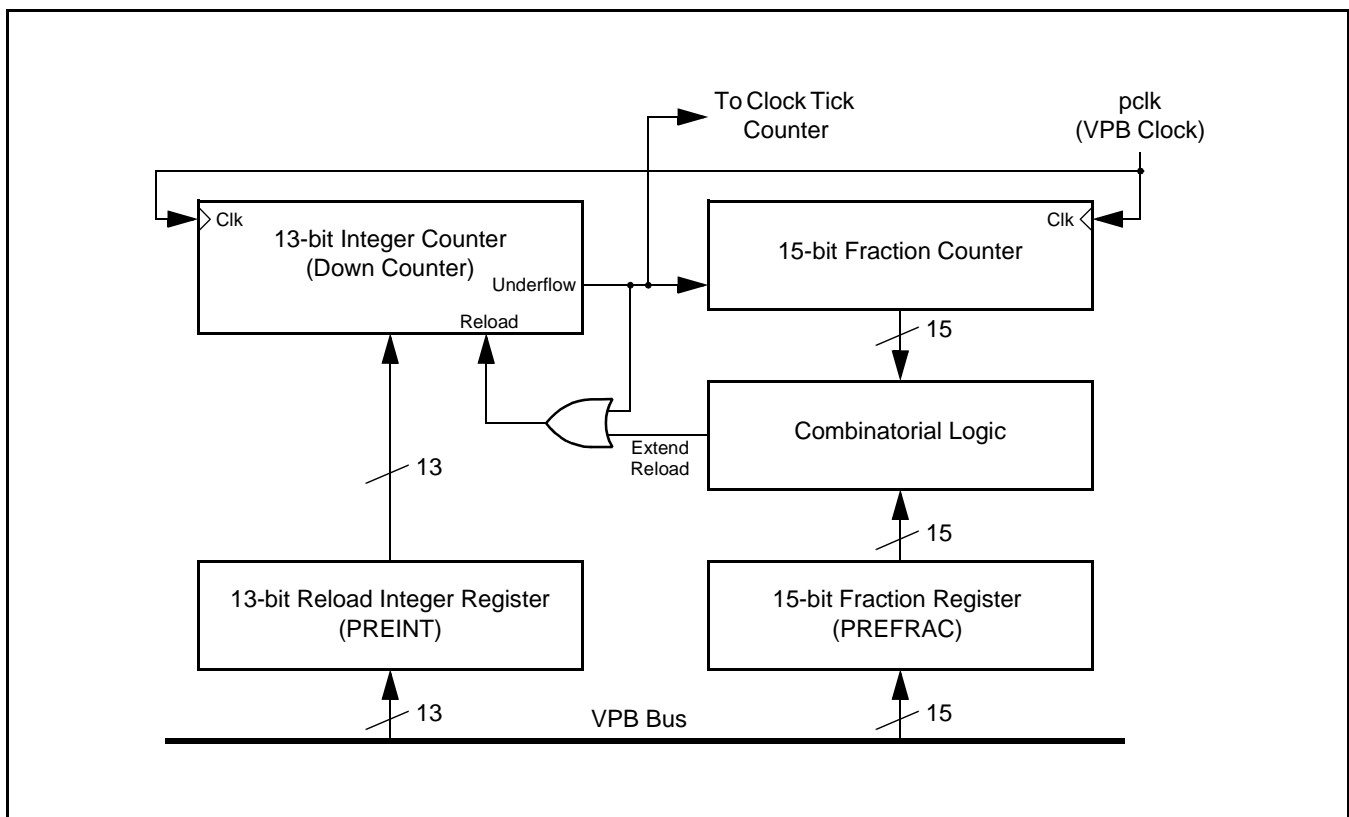 To Clock Tick
Counter
pclk
(VPB Clock)
Clk
13-bit Integer Counter
(Down Counter)
Underflow
Reload
Clk
15-bit Fraction Counter
15
Combinatorial Logic
Extend
Reload
13
15
13-bit Reload Integer Register
(PREINT)
15-bit Fraction Register
(PREFRAC)
13
VPB Bus
15